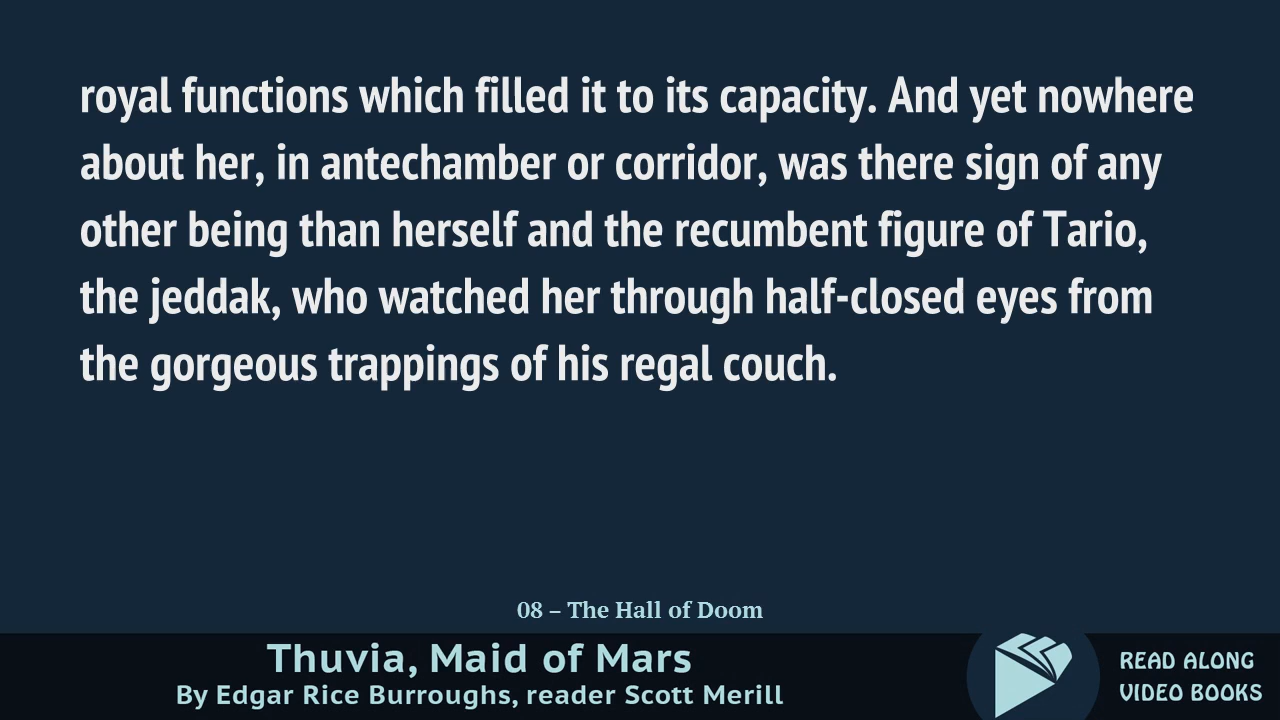 royal functions which filled it to its capacity. And yet nowhere
about her, in antechamber or corridor, was there sign of any
other being than herself and the recumbent figure of Tario,
the jeddak, who watched her through half-closed eyes from
the gorgeous trappings of his regal couch.
08 – The Hall of Doom
Thuvia, Maid of Mars
By Edgar Rice Burroughs, reader Scott Merill
READ ALONG
VIDEO BOOKS